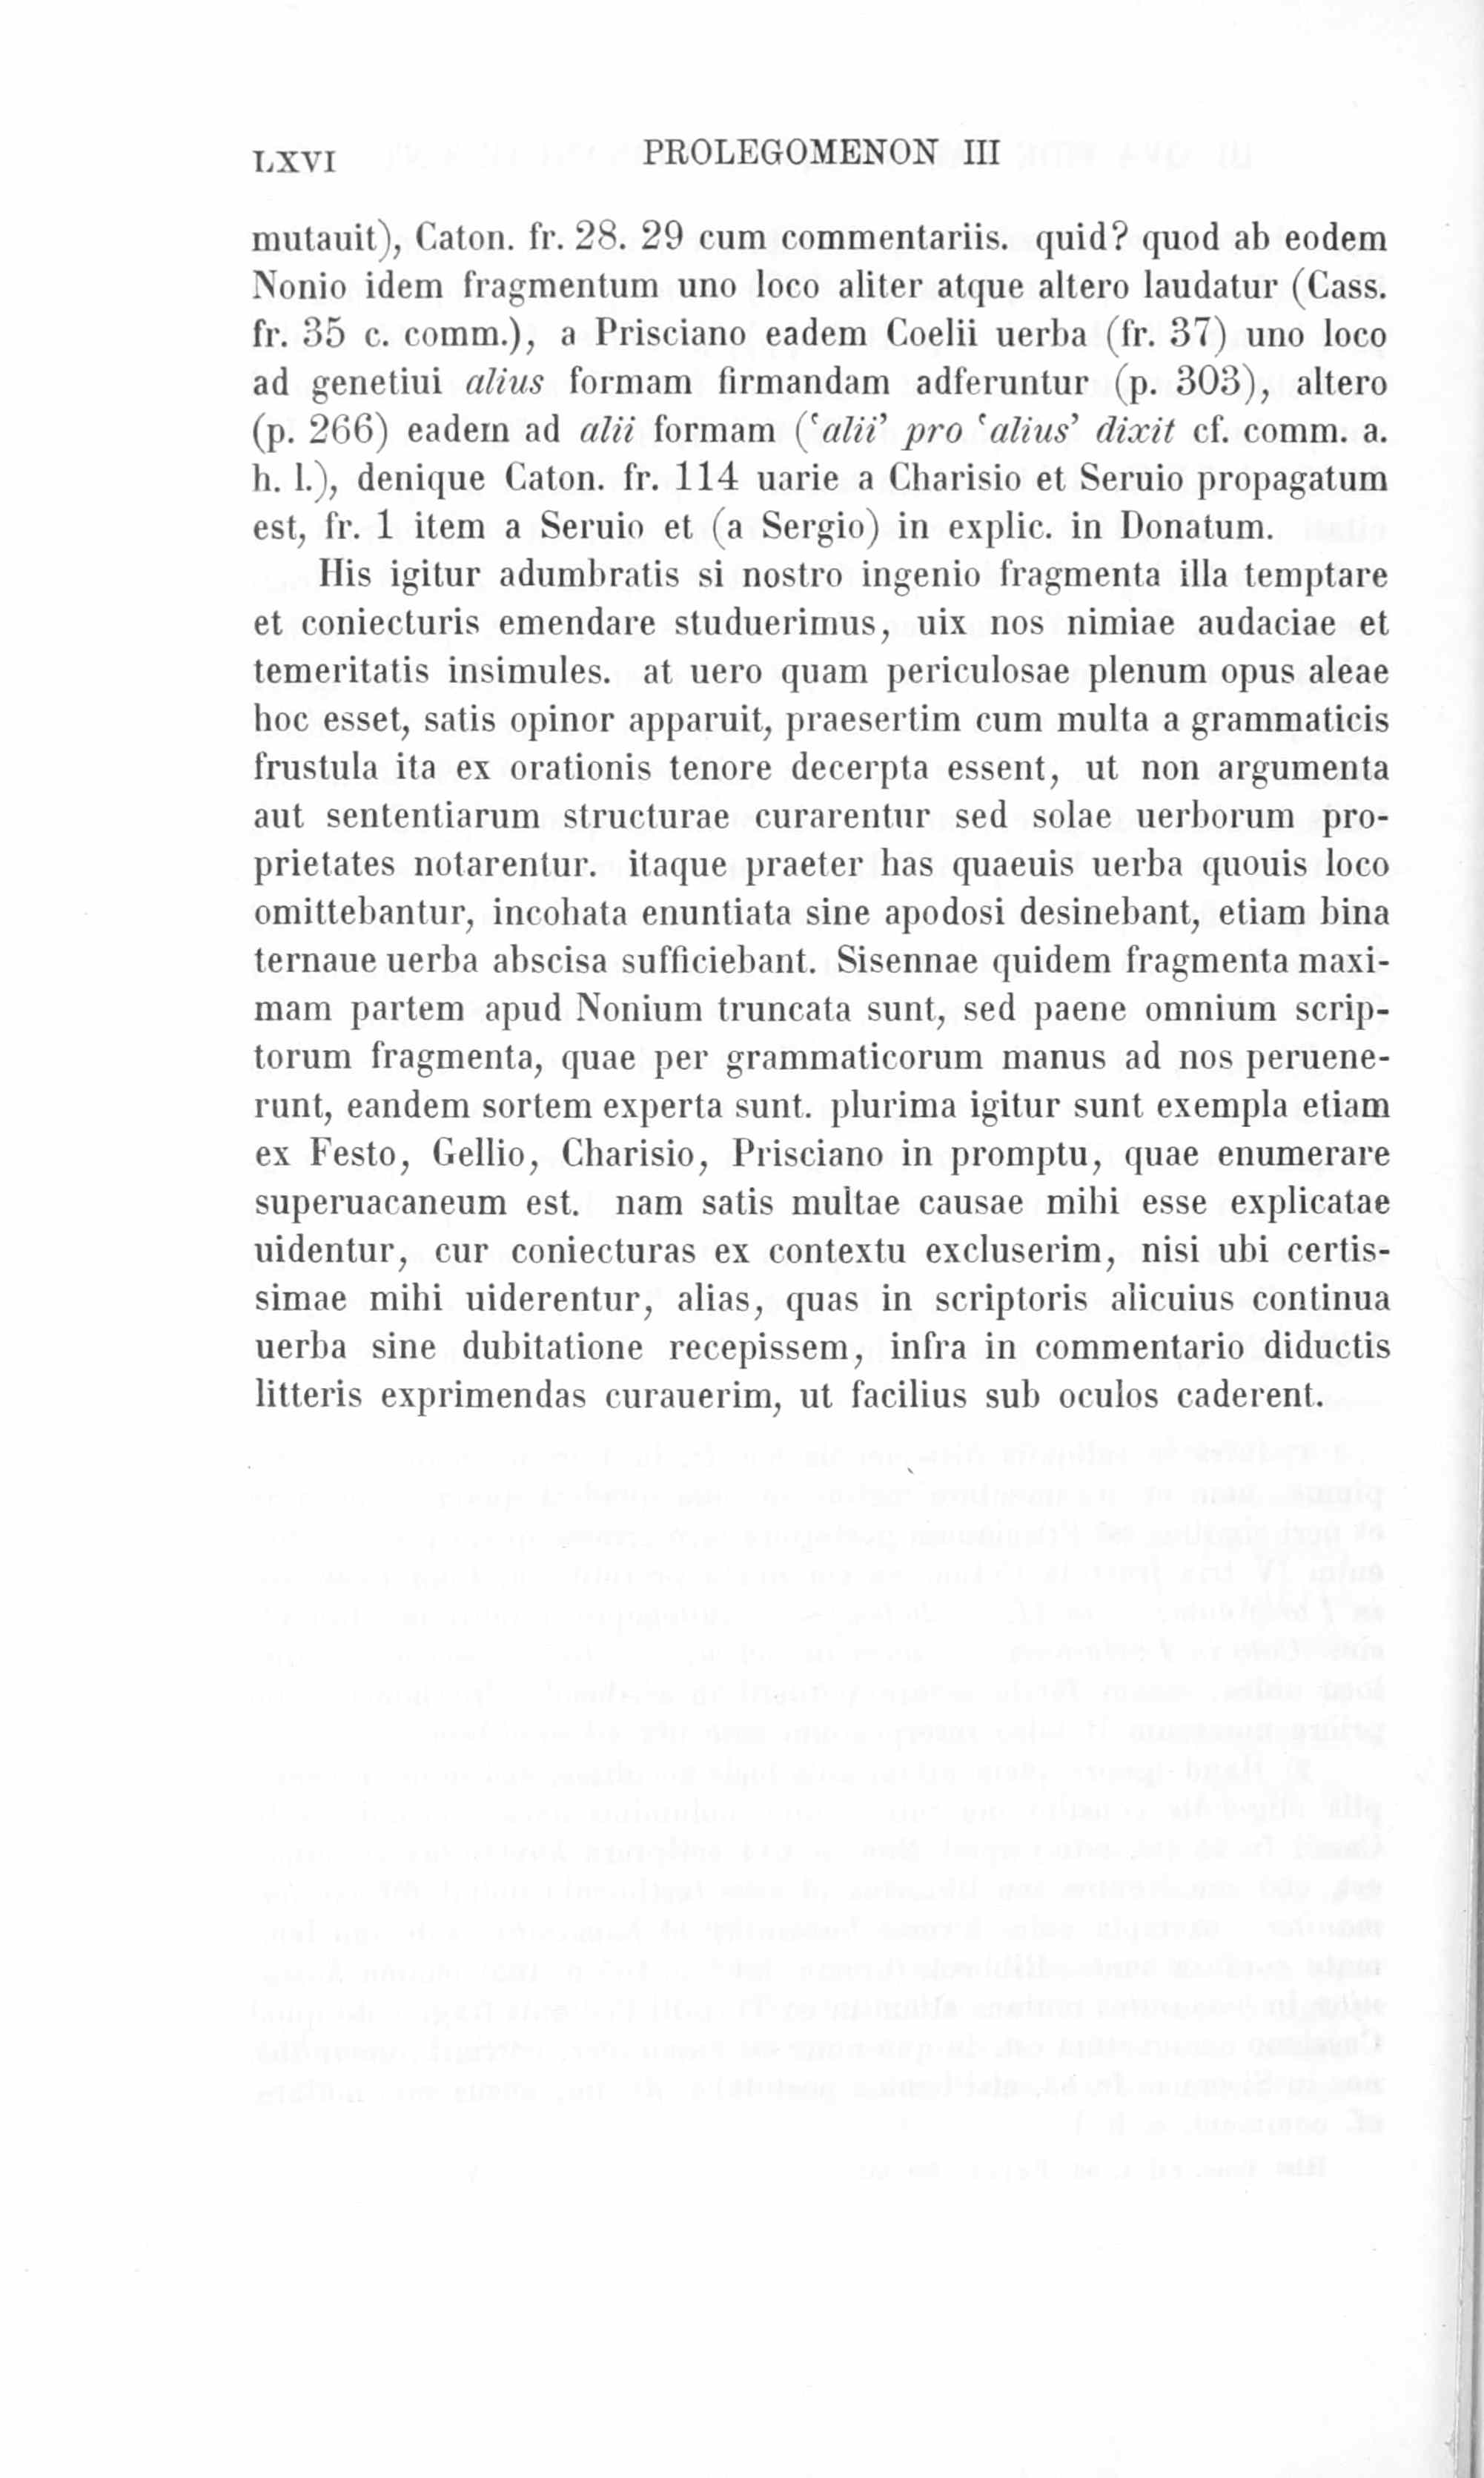 LXVI PROLEGOMENON III
mutauit), Caton. fr. 28. 29 cum commentariis. quid? quod ab eodem
Nonio idem fragmentum uno loco aliter atque altero laudatur (Cass.
fr. 35 c. comm.), a Prisciano eadem Coelii uerba (fr. 37) uno loco
ad genetiui alius formam firmandam adferuntur (p. 303), altero
(p. 266) eadem ad alii formam (‘alii’ pro ‘alius’ dixit cf. comm. a.
h. l.), denique Caton. fr. 114 uarie a Charisio et Seruio propagatum
est, fr. 1 item a Seruio et (a Sergio) in explic. in Donatum.
His igitur adumbratis si nostro ingenio fragmenta illa temptare
et coniecturis emendare studuerimus, uix nos nimiae audaciae et
temeritatis insimules. at uero quam periculosae plenum opus aleae
hoc esset, satis opinor apparuit, praesertim cum multa a grammaticis
frustula ita ex orationis tenore decerpta essent, ut non argumenta
aut sententiarum structurae curarentur sed solae uerborum pro-
prietates notarentur. itaque praeter has quaeuis uerba quouis loco
omittebantur, incohata enuntiata sine apodosi desinebant, etiam bina
ternaue uerba abscisa sufficiebant. Sisennae quidem fragmenta maxi-
mam partem apud Nonium truncata sunt, sed paene omnium scrip-
torum fragmenta, quae per grammaticorum manus ad nos peruene-
runt, eandem sortem experta sunt. plurima igitur sunt exempla etiam
ex Festo, Gellio, Charisio, Prisciano in promptu, quae enumerare
superuacaneum est. nam satis multae causae mihi esse explicatae
uidentur, cur coniecturas ex contextu excluserim, nisi ubi certis-
simae mihi uiderentur, alias, quas in scriptoris alicuius continua
uerba sine dubitatione recepissem, infra in commentario diductis
litteris exprimendas curauerim, ut facilius sub oculos caderent.